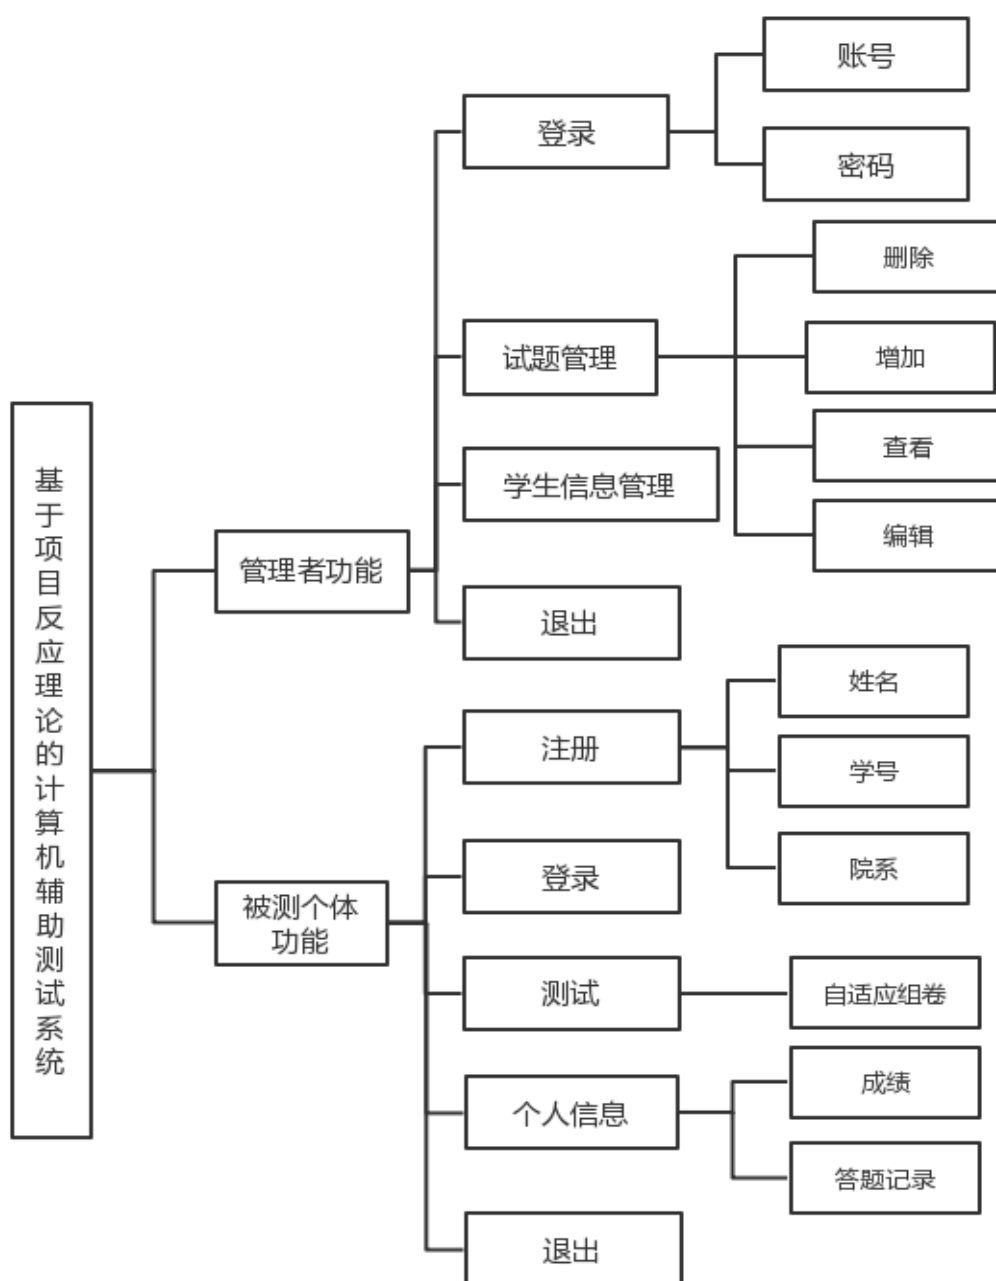 基于项目反应理论的计算机辅助测试系统
管理者功能
登录
账号
密码
试题管理
删除
增加
查看
编辑
学生信息管理
退出
被测个体
功能
注册
姓名
学号
院系
登录
测试
自适应组卷
个人信息
成绩
答题记录
退出